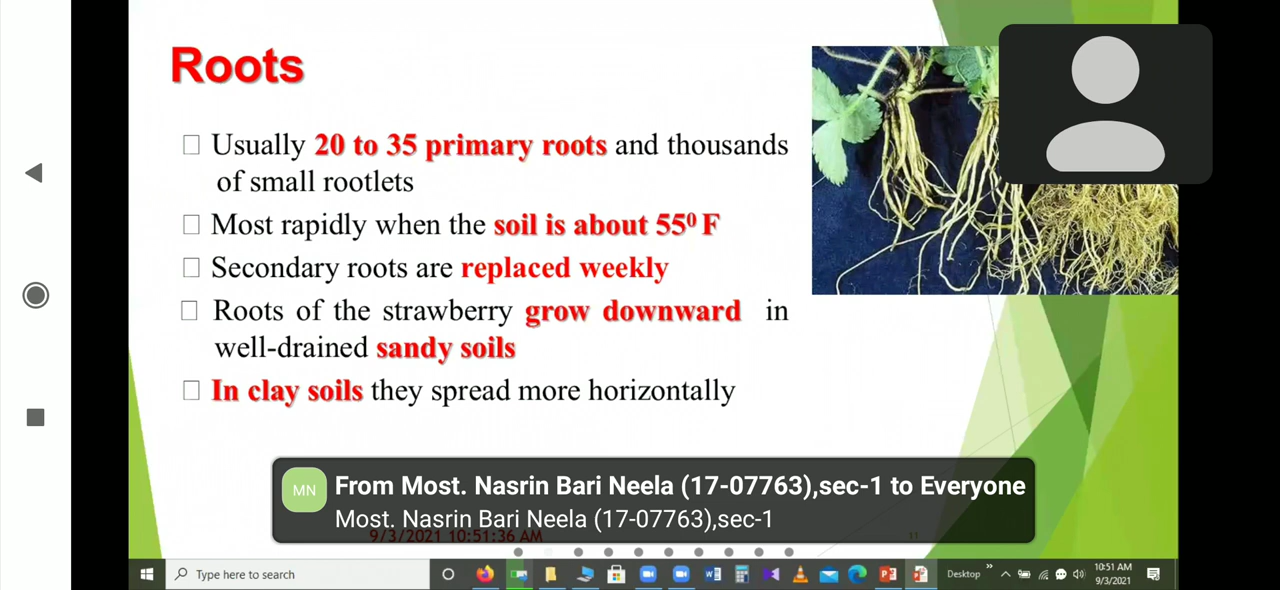 Roots
Usually 20 to 35 primary roots and thousands
of small rootlets
Most rapidly when the soil is about 55⁰ F
Secondary roots are replaced weekly
Roots of the strawberry grow downward in
well-drained sandy soils
In clay soils they spread more horizontally
MN
From Most. Nasrin Bari Neela (17-07763),sec-1 to Everyone
Most. Nasrin Bari Neela (17-07763),sec-1
9/3/2021 10:51:36 AM
11
Type here to search
Desktop
10:51 AM
9/3/2021